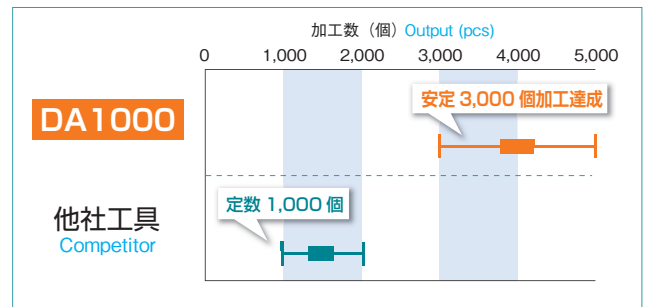 加工数（個）Output (pcs)
0 1,000 2,000 3,000 4,000 5,000
安定 3,000 個加工達成
DA1000
定数 1,000 個
他社工具
Competitor